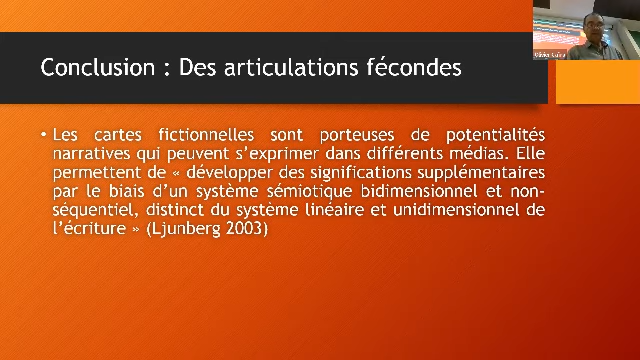 Conclusion : Des articulations fécondes
• Les cartes fictionnelles sont porteuses de potentialités
narratives qui peuvent s'exprimer dans différents médias. Elle
permettent de « développer des significations supplémentaires
par le biais d'un système sémiotique bidimensionnel et non-
séquentiel, distinct du système linéaire et unidimensionnel de
l'écriture » (Ljunberg 2003)